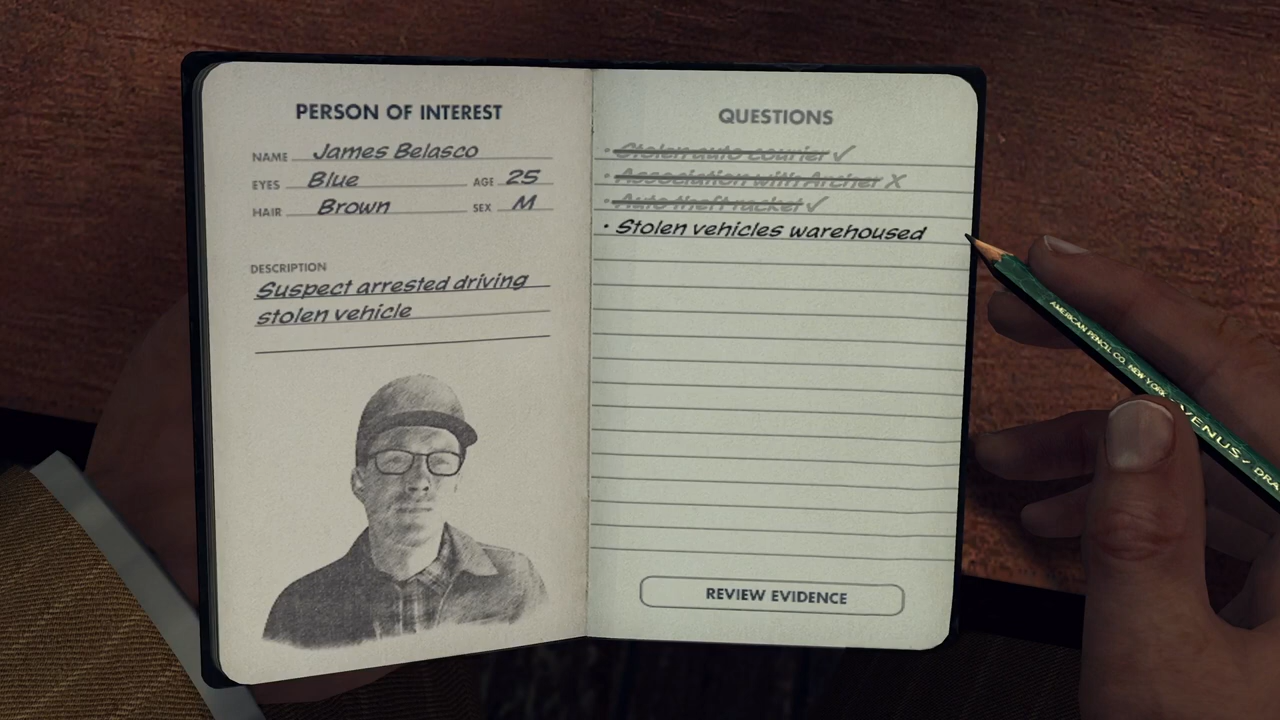 PERSON OF INTEREST
NAME James Belasco
EYES Blue AGE 25
HAIR Brown SEX M
DESCRIPTION
Suspect arrested driving
stolen vehicle
QUESTIONS
• Stolen auto courier ✓
• Association with Archer X
• Auto theft racket ✓
• Stolen vehicles warehoused
REVIEW EVIDENCE
AMERICAN PENCIL CO. NEW YORK VENUS DRA